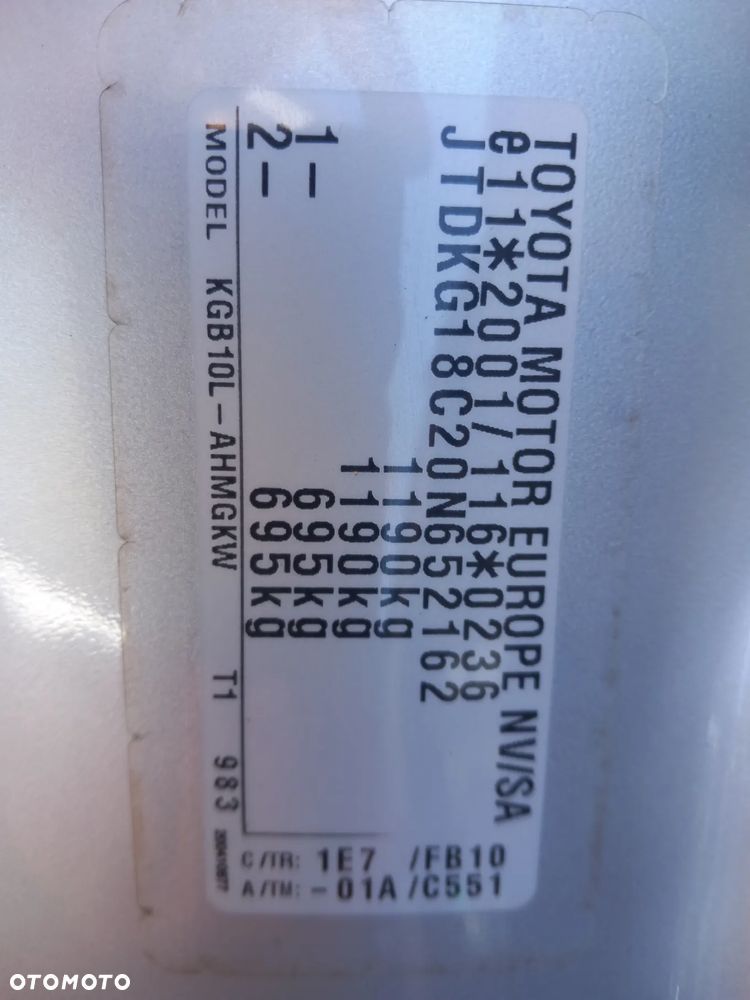 TOYOTA MOTOR EUROPE NV/SA
e11*2001/116*0236
JTDKG18C20N652162
1190kg
1190kg
1– 695kg
2– 695kg
MODEL KGB10L–AHMGKW T1 983
C/TR: 1E7 /FB10
A/TM: –01A /C551
OTOMOTO